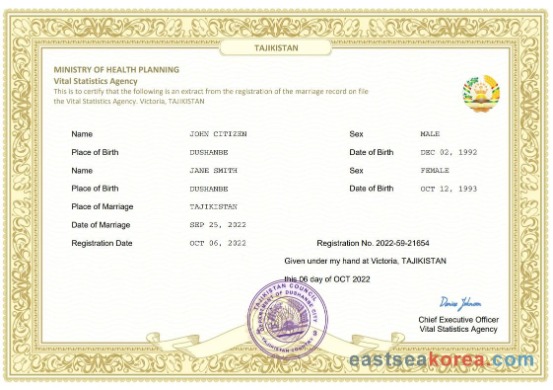 TAJIKISTAN
MINISTRY OF HEALTH PLANNING
Vital Statistics Agency
This is to certify that the following is an extract from the registration of the marriage record on file
the Vital Statistics Agency. Victoria, TAJIKISTAN
Name JOHN CITIZEN Sex MALE
Place of Birth DUSHANBE Date of Birth DEC 02, 1992
Name JANE SMITH Sex FEMALE
Place of Birth DUSHANBE Date of Birth OCT 12, 1993
Place of Marriage TAJIKISTAN
Date of Marriage SEP 25, 2022
Registration Date OCT 06, 2022 Registration No. 2022-59-21654
Given under my hand at Victoria, TAJIKISTAN
this 06 day of OCT 2022
TAJIKISTAN COUNCIL
DEPARTMENT OF DUSHANBE CITY
TAJIKISTAN
Chief Executive Officer
Vital Statistics Agency
eastseakorea.com